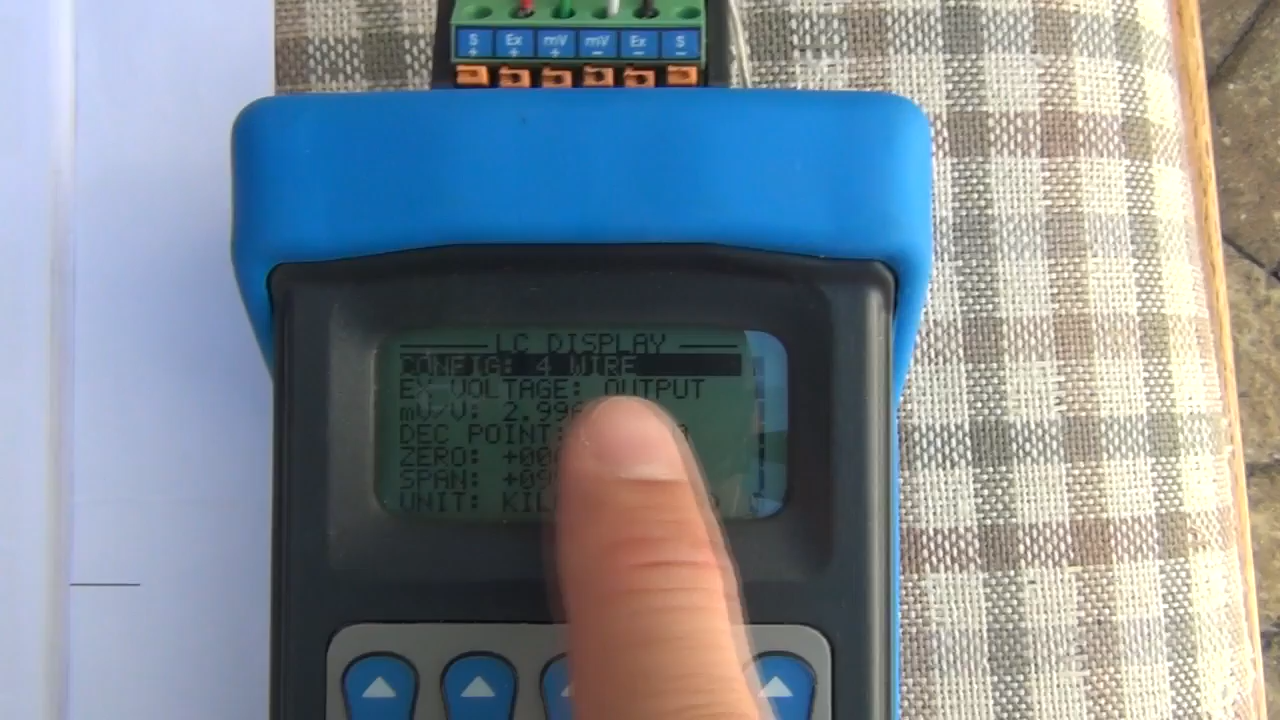 S Ex mV mV Ex S
+ + + - - -
LC DISPLAY
CONFIG: 4 WIRE
EX VOLTAGE: OUTPUT
mV/V: 2.996
DEC POINT:
ZERO:
SPAN:
UNIT: